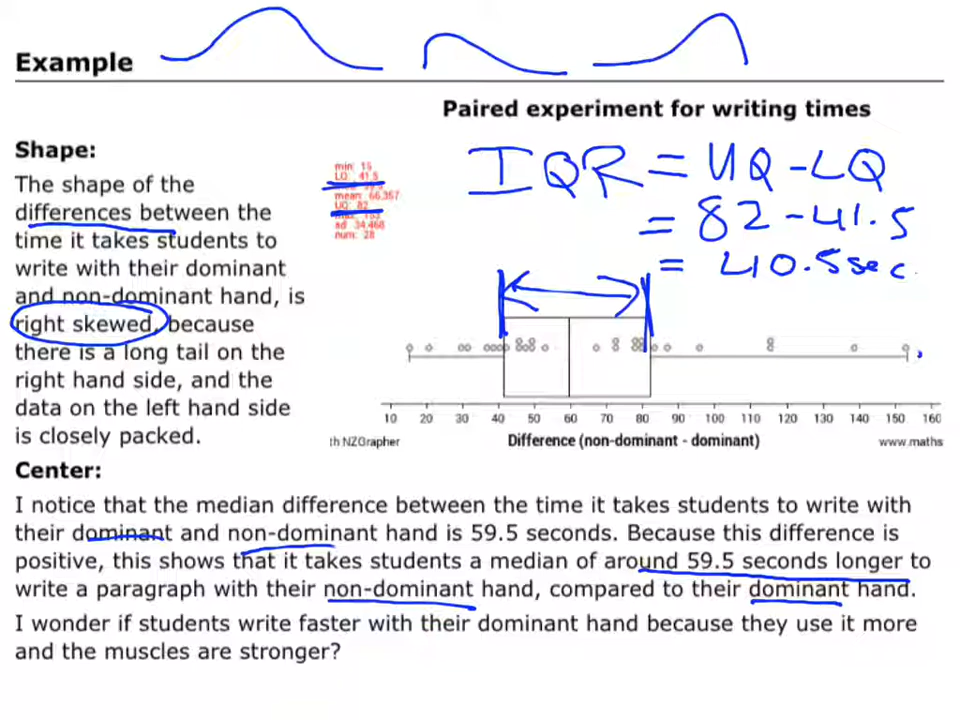 Example
Paired experiment for writing times
Shape:
The shape of the
differences between the
time it takes students to
write with their dominant
and non-dominant hand, is
right skewed, because
there is a long tail on the
right hand side, and the
data on the left hand side
is closely packed.
min: 15
LQ: 41.5
mean: 66.357
UQ: 82
sd: 34.468
num: 28
IQR = UQ - LQ
= 82 - 41.5
= 40.5 sec.
10 20 30 40 50 60 70 80 90 100 110 120 130 140 150 160
th NZGrapher
Difference (non-dominant - dominant)
www.maths
Center:
I notice that the median difference between the time it takes students to write with
their dominant and non-dominant hand is 59.5 seconds. Because this difference is
positive, this shows that it takes students a median of around 59.5 seconds longer to
write a paragraph with their non-dominant hand, compared to their dominant hand.
I wonder if students write faster with their dominant hand because they use it more
and the muscles are stronger?